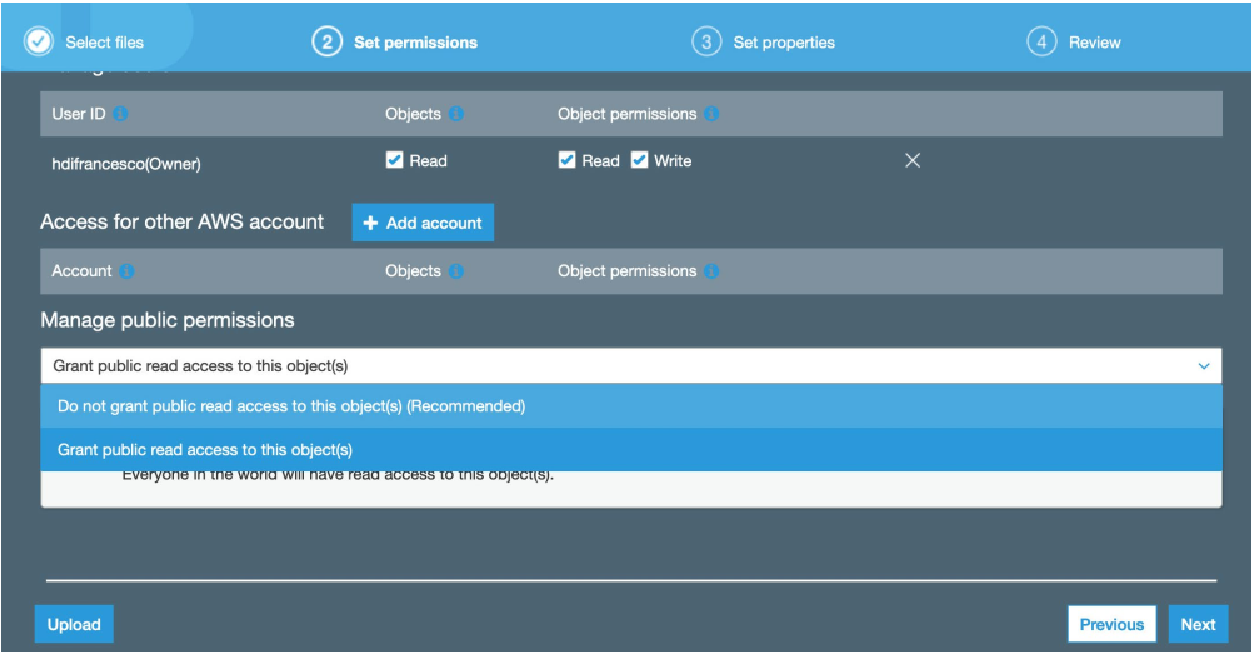 Select files
2 Set permissions
3 Set properties
4 Review
User ID Objects Object permissions
hdifrancesco(Owner) Read Read Write
Access for other AWS account + Add account
Account Objects Object permissions
Manage public permissions
Grant public read access to this object(s)
Do not grant public read access to this object(s) (Recommended)
Grant public read access to this object(s)
Everyone in the world will have read access to this object(s).
Upload Previous Next